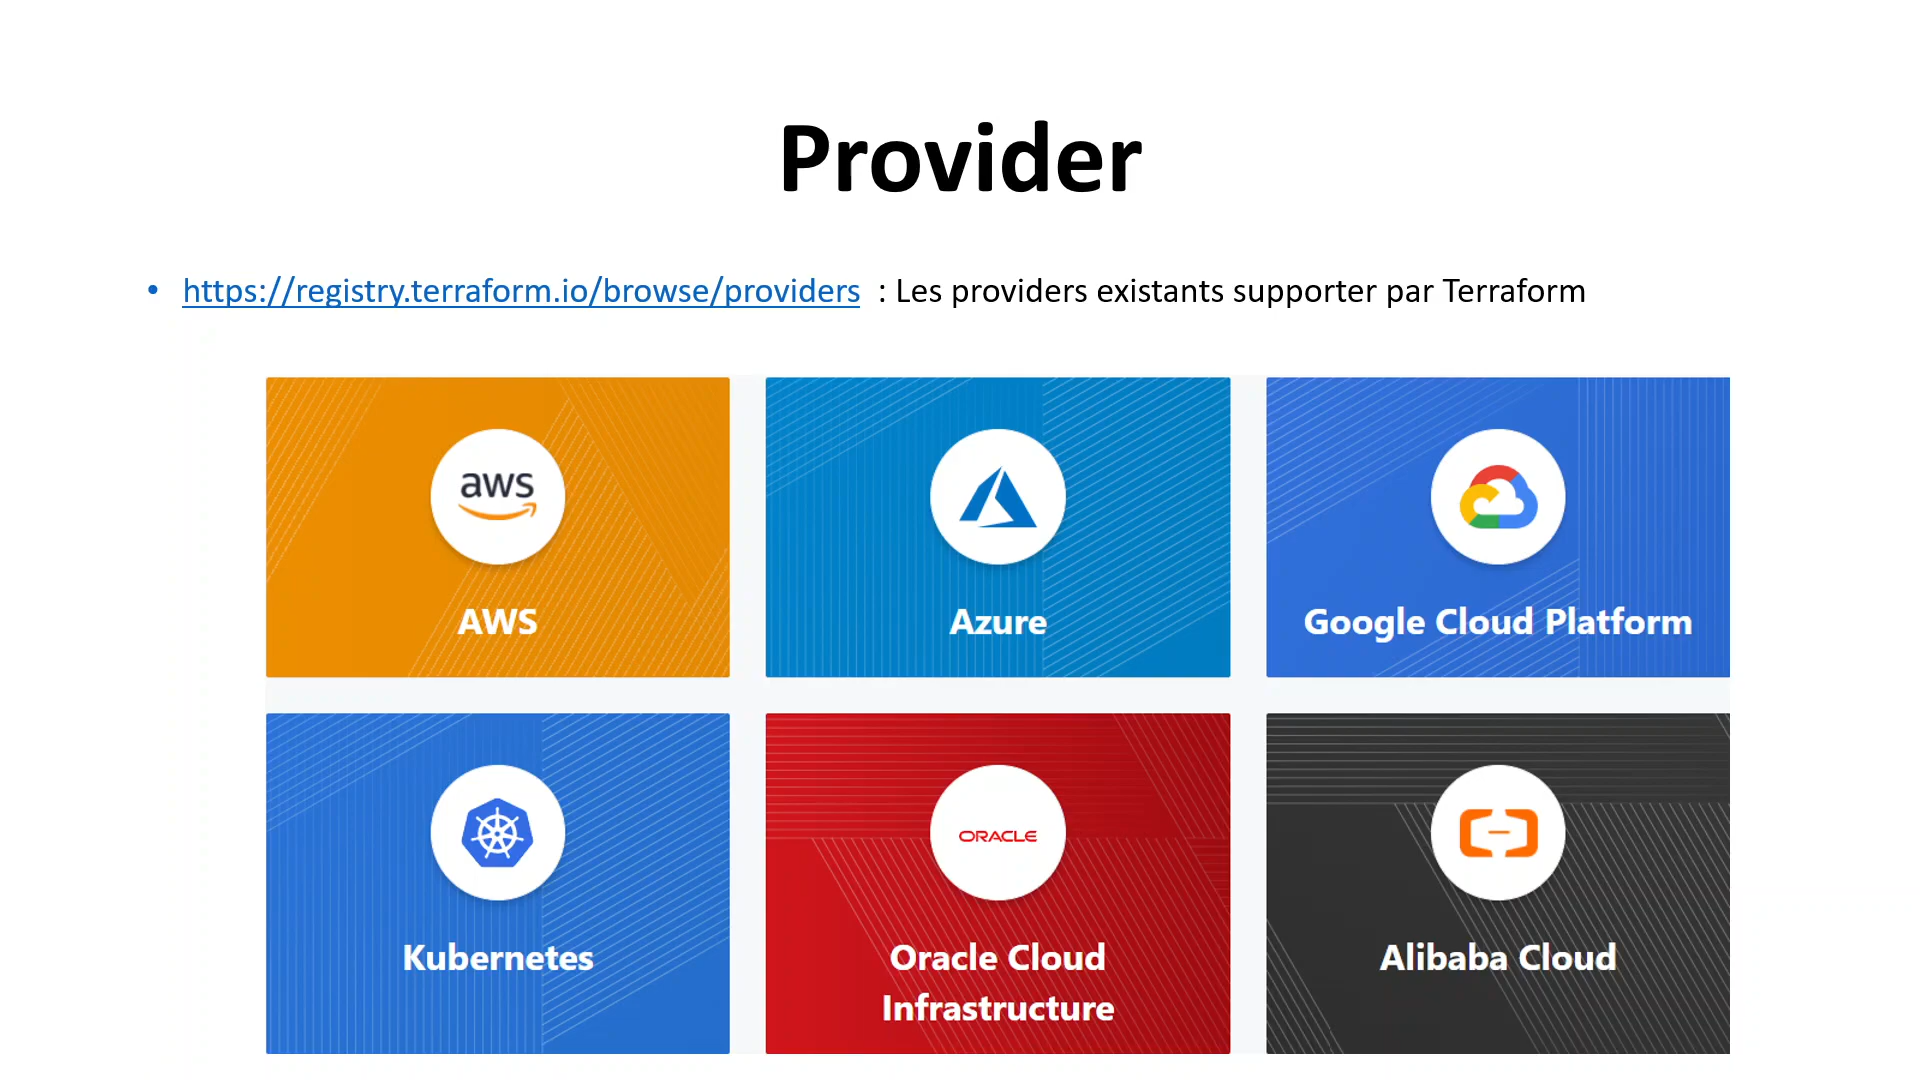 Provider
• https://registry.terraform.io/browse/providers : Les providers existants supporter par Terraform
aws
AWS
Azure
Google Cloud Platform
Kubernetes
ORACLE
Oracle Cloud
Infrastructure
Alibaba Cloud